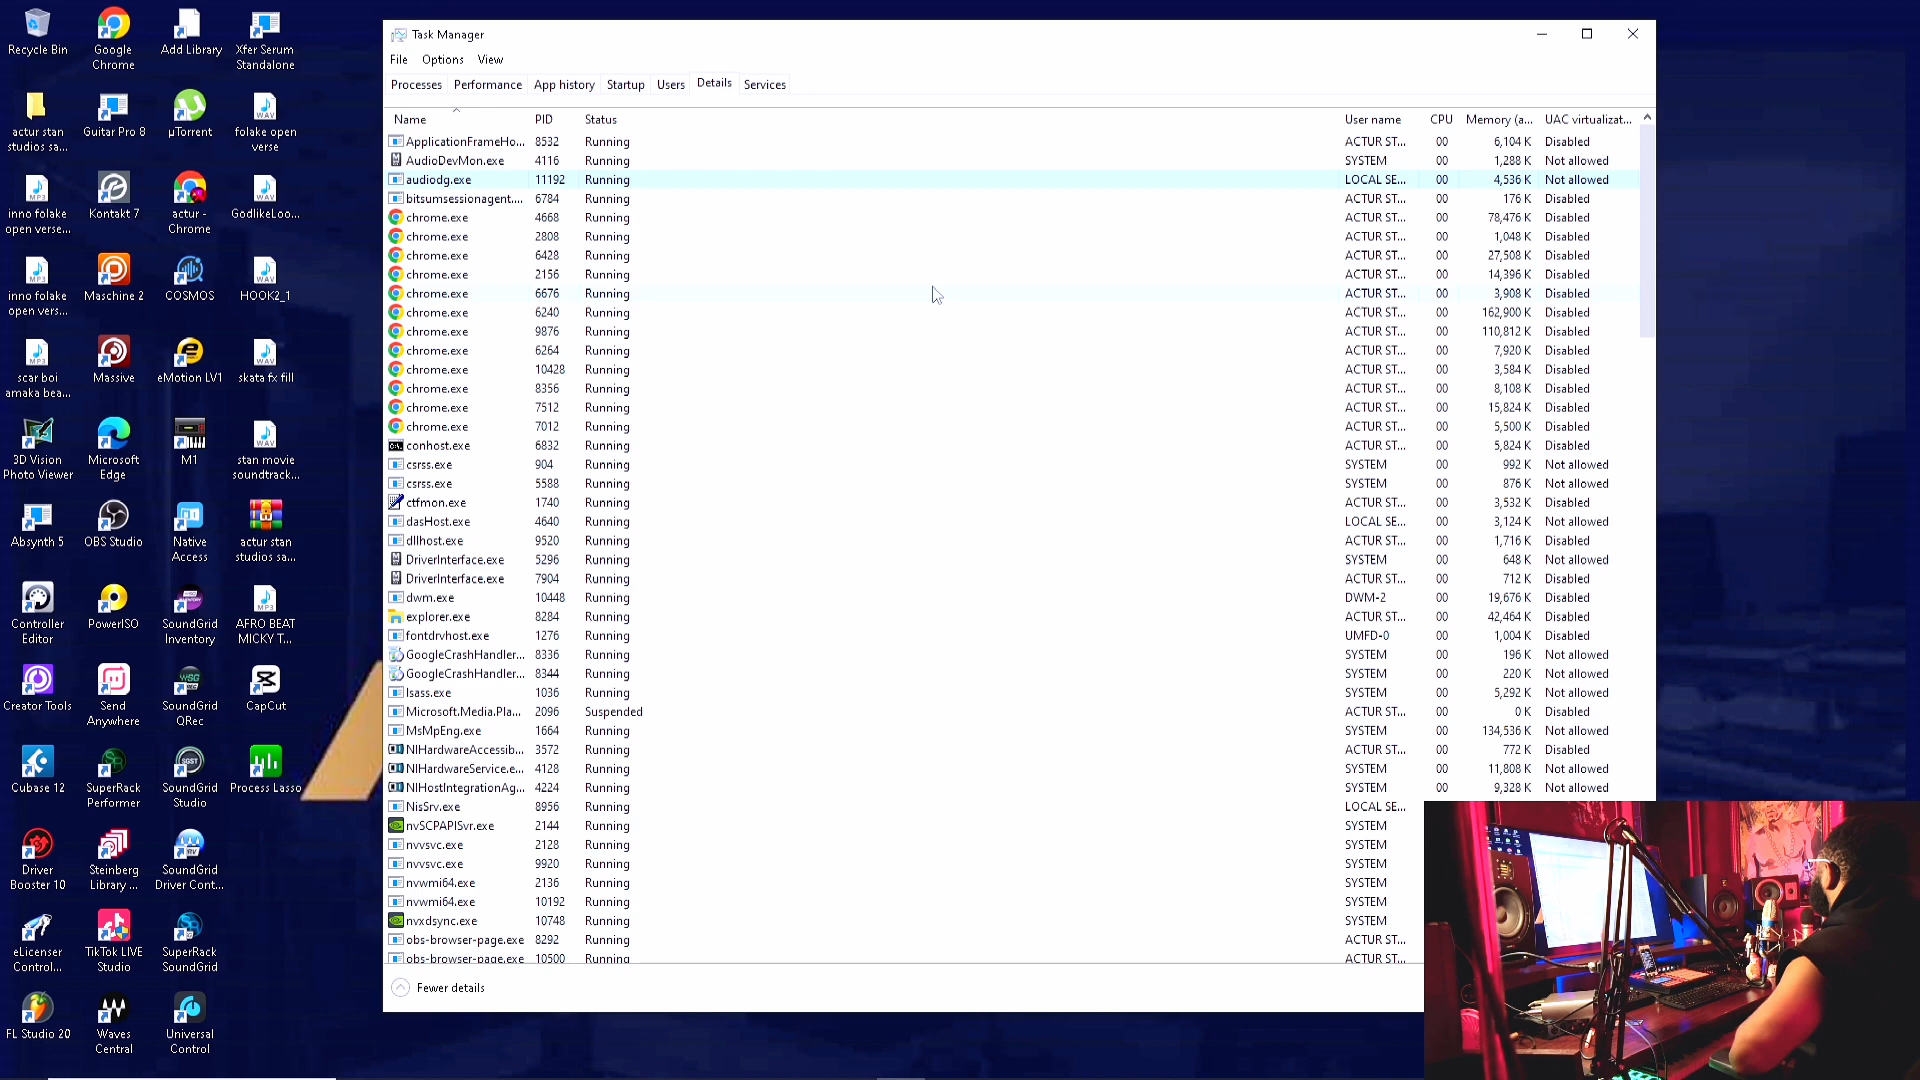 Recycle Bin
Google
Chrome
Add Library
Xfer Serum
Standalone
actur stan
studios sa...
Guitar Pro 8
µTorrent
folake open
verse
inno folake
open verse...
Kontakt 7
actur -
Chrome
GodlikeLoo...
inno folake
open vers...
Maschine 2
COSMOS
HOOK2_1
scar boi
amaka bea...
Massive
eMotion LV1
skata fx fill
3D Vision
Photo Viewer
Microsoft
Edge
M1
stan movie
soundtrack...
Absynth 5
OBS Studio
Native
Access
actur stan
studios sa...
Controller
Editor
PowerISO
SoundGrid
Inventory
AFRO BEAT
MICKY T...
Creator Tools
Send
Anywhere
SoundGrid
QRec
CapCut
Cubase 12
SuperRack
Performer
SoundGrid
Studio
Process Lasso
Driver
Booster 10
Steinberg
Library ...
SoundGrid
Driver Cont...
eLicenser
Control...
TikTok LIVE
Studio
SuperRack
SoundGrid
FL Studio 20
Waves
Central
Universal
Control
Task Manager
File Options View
Processes Performance App history Startup Users Details Services
Name PID Status User name CPU Memory (a... UAC virtualizat...
ApplicationFrameHo... 8532 Running ACTUR ST... 00 6,104 K Disabled
AudioDevMon.exe 4116 Running SYSTEM 00 1,288 K Not allowed
audiodg.exe 11192 Running LOCAL SE... 00 4,536 K Not allowed
bitsumsessionagent.... 6784 Running ACTUR ST... 00 176 K Disabled
chrome.exe 4668 Running ACTUR ST... 00 78,476 K Disabled
chrome.exe 2808 Running ACTUR ST... 00 1,048 K Disabled
chrome.exe 6428 Running ACTUR ST... 00 27,508 K Disabled
chrome.exe 2156 Running ACTUR ST... 00 14,396 K Disabled
chrome.exe 6676 Running ACTUR ST... 00 3,908 K Disabled
chrome.exe 6240 Running ACTUR ST... 00 162,900 K Disabled
chrome.exe 9876 Running ACTUR ST... 00 110,812 K Disabled
chrome.exe 6264 Running ACTUR ST... 00 7,920 K Disabled
chrome.exe 10428 Running ACTUR ST... 00 3,584 K Disabled
chrome.exe 8356 Running ACTUR ST... 00 8,108 K Disabled
chrome.exe 7512 Running ACTUR ST... 00 15,824 K Disabled
chrome.exe 7012 Running ACTUR ST... 00 5,500 K Disabled
conhost.exe 6832 Running ACTUR ST... 00 5,824 K Disabled
csrss.exe 904 Running SYSTEM 00 992 K Not allowed
csrss.exe 5588 Running SYSTEM 00 876 K Not allowed
ctfmon.exe 1740 Running ACTUR ST... 00 3,532 K Disabled
dasHost.exe 4640 Running LOCAL SE... 00 3,124 K Not allowed
dllhost.exe 9520 Running ACTUR ST... 00 1,716 K Disabled
DriverInterface.exe 5296 Running SYSTEM 00 648 K Not allowed
DriverInterface.exe 7904 Running ACTUR ST... 00 712 K Disabled
dwm.exe 10448 Running DWM-2 00 19,676 K Disabled
explorer.exe 8284 Running ACTUR ST... 00 42,464 K Disabled
fontdrvhost.exe 1276 Running UMFD-0 00 1,004 K Disabled
GoogleCrashHandler... 8336 Running SYSTEM 00 196 K Not allowed
GoogleCrashHandler... 8344 Running SYSTEM 00 220 K Not allowed
lsass.exe 1036 Running SYSTEM 00 5,292 K Not allowed
Microsoft.Media.Pla... 2096 Suspended ACTUR ST... 00 0 K Disabled
MsMpEng.exe 1664 Running SYSTEM 00 134,536 K Not allowed
NIHardwareAccessib... 3572 Running ACTUR ST... 00 772 K Disabled
NIHardwareService.e... 4128 Running SYSTEM 00 11,808 K Not allowed
NIHostIntegrationAg... 4224 Running SYSTEM 00 9,328 K Not allowed
NisSrv.exe 8956 Running LOCAL SE...
nvSCPAPISvr.exe 2144 Running SYSTEM
nvvsvc.exe 2128 Running SYSTEM
nvvsvc.exe 9920 Running SYSTEM
nvwmi64.exe 2136 Running SYSTEM
nvwmi64.exe 10192 Running SYSTEM
nvxdsync.exe 10748 Running SYSTEM
obs-browser-page.exe 8292 Running ACTUR ST...
obs-browser-page.exe 10500 Running ACTUR ST...
Fewer details